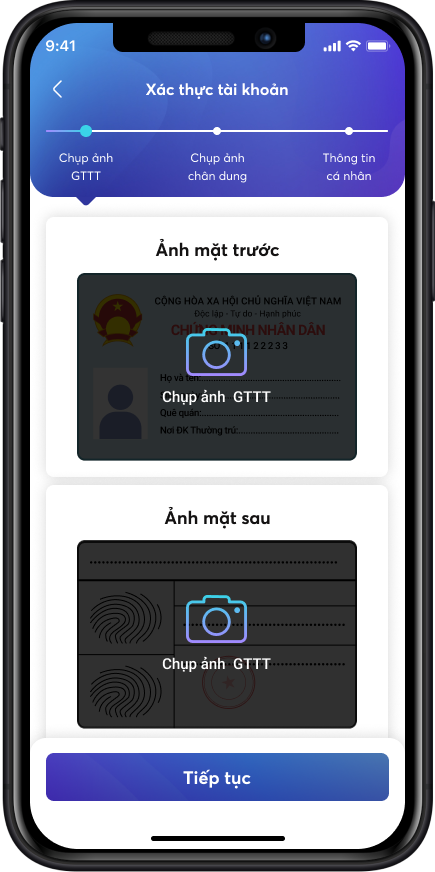 9:41
Xác thực tài khoản
Chụp ảnh GTTT
Chụp ảnh chân dung
Thông tin cá nhân
Ảnh mặt trước
CỘNG HÒA XA HỘI CHỦ NGHĨA VIỆT NAM
Độc lập - Tự do - Hạnh phúc
CHỨNG MINH NHÂN DÂN
22233
Họ và tên:
Chụp ảnh GTTT
Quê quán:
Nơi ĐK Thường trú:
Ảnh mặt sau
Chụp ảnh GTTT
Tiếp tục